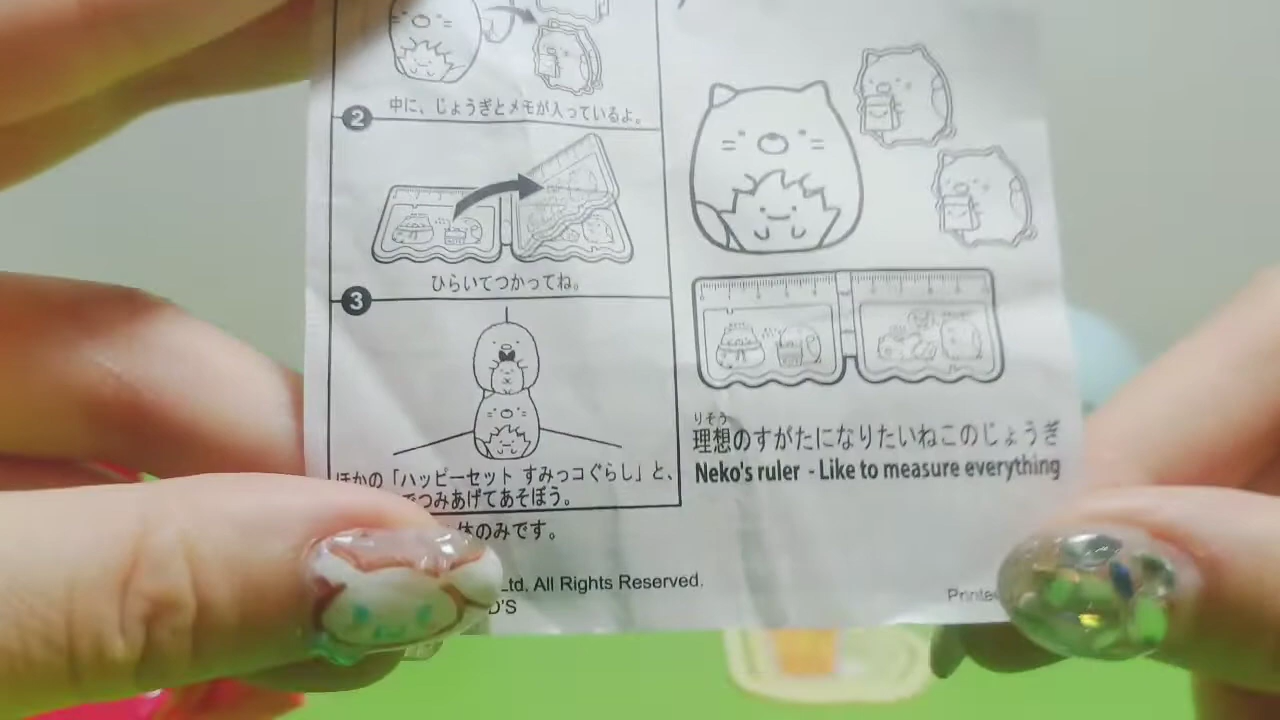 中に、じょうぎとメモが入っているよ。
2
ひらいてつかってね。
3
ほかの「ハッピーセット すみっコぐらし」と、
でつみあげてあそぼう。
体のみです。
Ltd. All Rights Reserved.
D'S
りそう
理想のすがたになりたいねこのじょうぎ
Neko's ruler - Like to measure everything
Printe